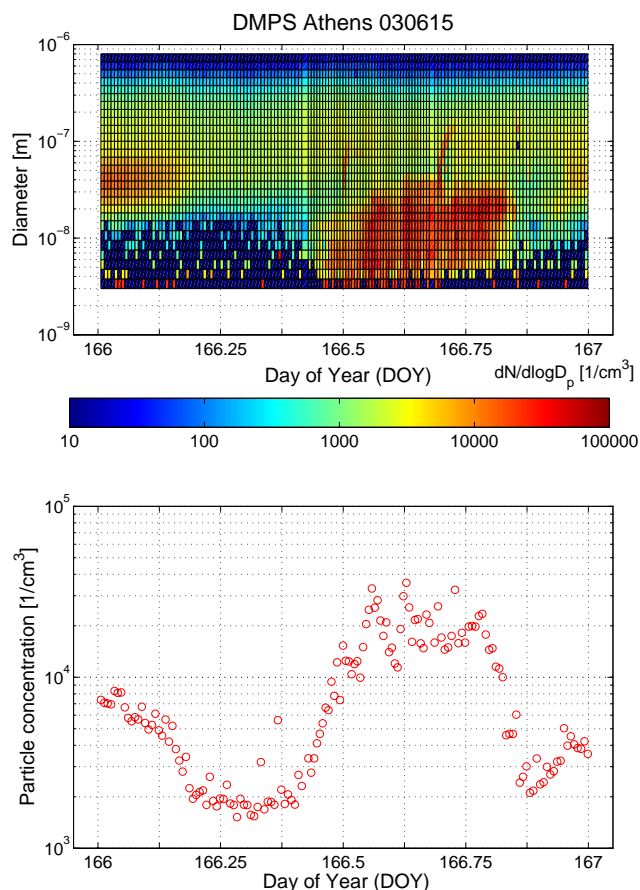 DMPS Athens 030615
10^-6
10^-7
10^-8
10^-9
Diameter [m]
166 166.25 166.5 166.75 167
Day of Year (DOY)
dN/dlogD_p [1/cm^3]
10 100 1000 10000 100000
10^5
10^4
10^3
Particle concentration [1/cm^3]
166 166.25 166.5 166.75 167
Day of Year (DOY)